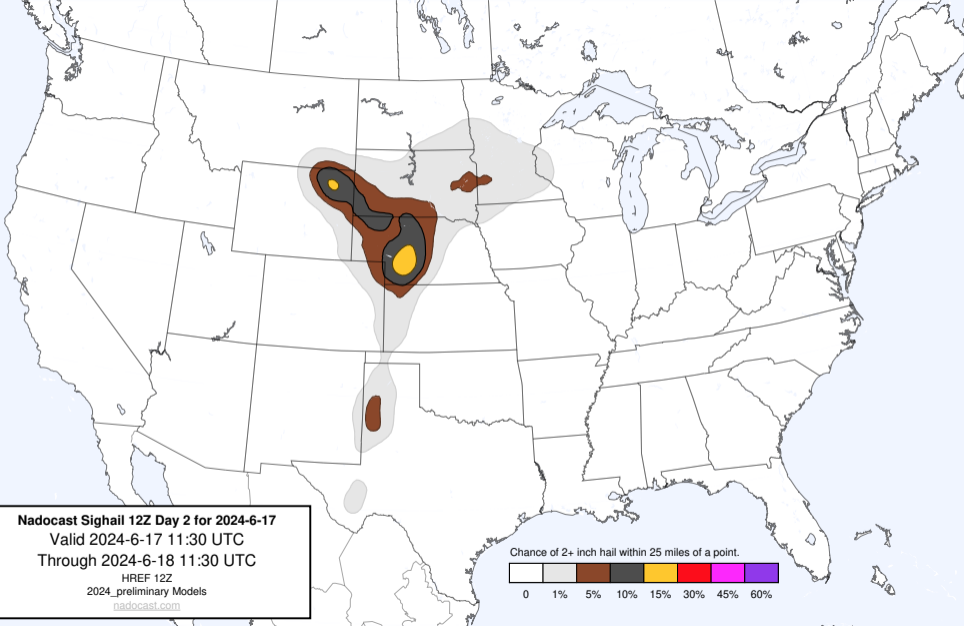 Nadocast Sighail 12Z Day 2 for 2024-6-17
Valid 2024-6-17 11:30 UTC
Through 2024-6-18 11:30 UTC
HREF 12Z
2024_preliminary Models
nadocast.com
Chance of 2+ inch hail within 25 miles of a point.
0 1% 5% 10% 15% 30% 45% 60%